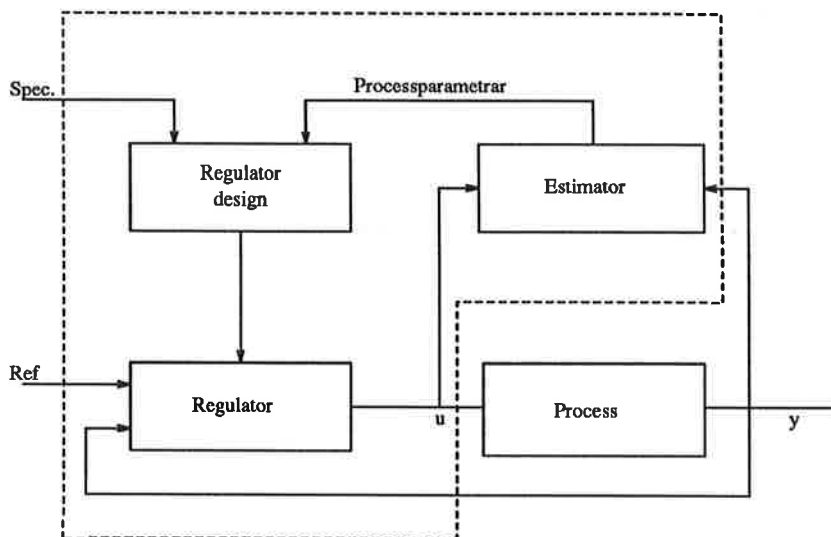 Processparametrar
Spec.
Regulator
design
Estimator
Ref
Regulator
Process
u
y